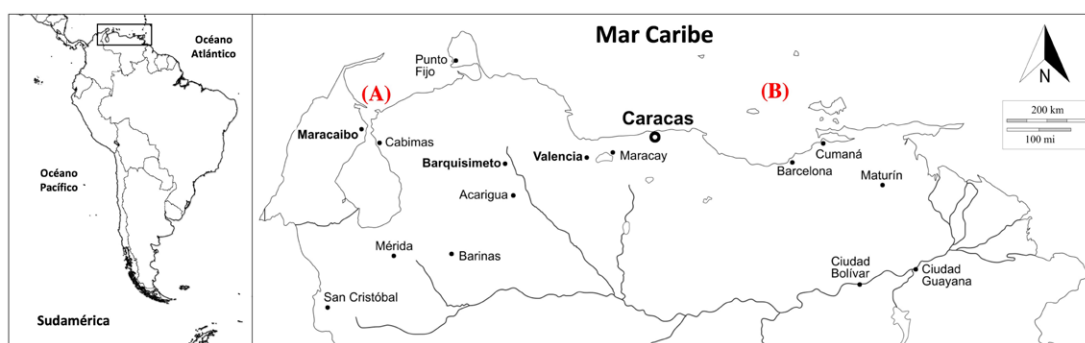 Océano
Atlántico
Océano
Pacífico
Sudamérica
Mar Caribe
N
200 km
100 mi
Punto
Fijo
(A)
(B)
Maracaibo
Cabimas
Caracas
Barquisimeto
Valencia
Maracay
Cumaná
Barcelona
Maturín
Acarigua
Mérida
Barinas
San Cristóbal
Ciudad
Bolívar
Ciudad
Guayana